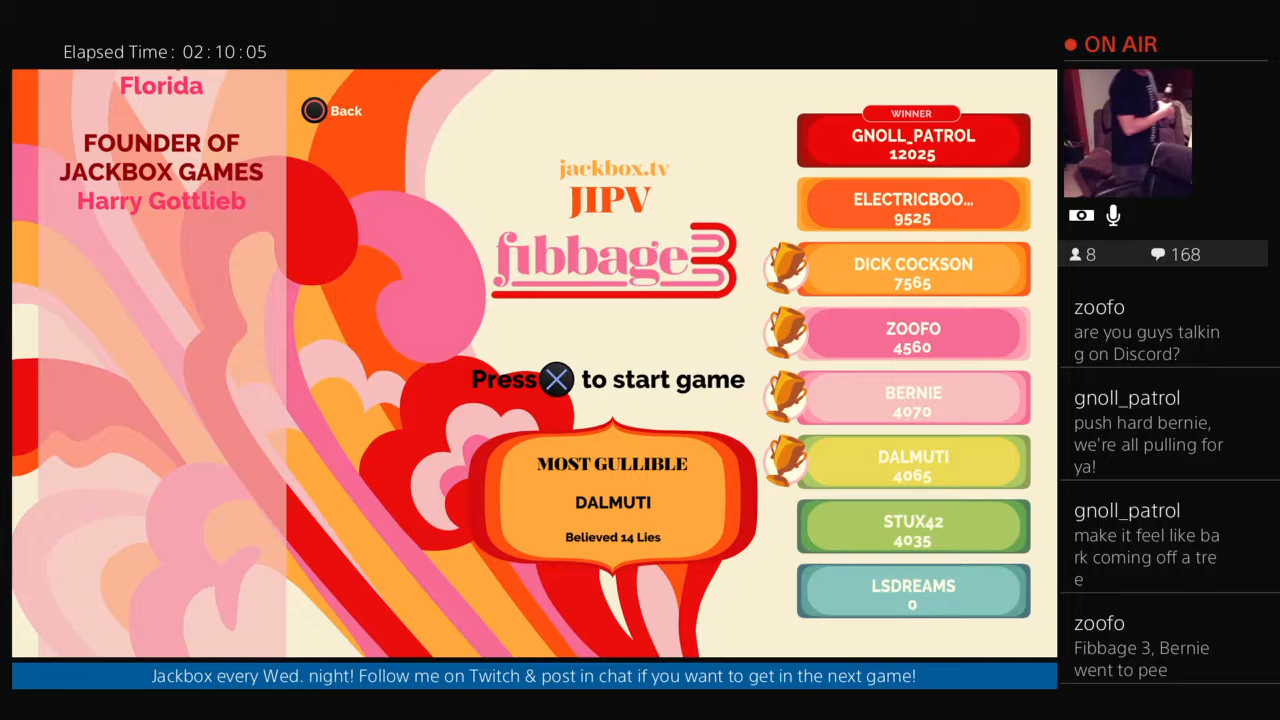 Elapsed Time: 02:10:05
ON AIR
Florida
FOUNDER OF
JACKBOX GAMES
Harry Gottlieb
Back
jackbox.tv
JIPV
fibbage 3
Press to start game
MOST GULLIBLE
DALMUTI
Believed 14 Lies
WINNER
GNOLL_PATROL
12025
ELECTRICBOO...
9525
DICK COCKSON
7565
ZOOFO
4560
BERNIE
4070
DALMUTI
4065
STUX42
4035
LSDREAMS
0
8 168
zoofo
are you guys talkin
g on Discord?
gnoll_patrol
push hard bernie,
we're all pulling for
ya!
gnoll_patrol
make it feel like ba
rk coming off a tre
e
zoofo
Fibbage 3, Bernie
went to pee
Jackbox every Wed. night! Follow me on Twitch & post in chat if you want to get in the next game!